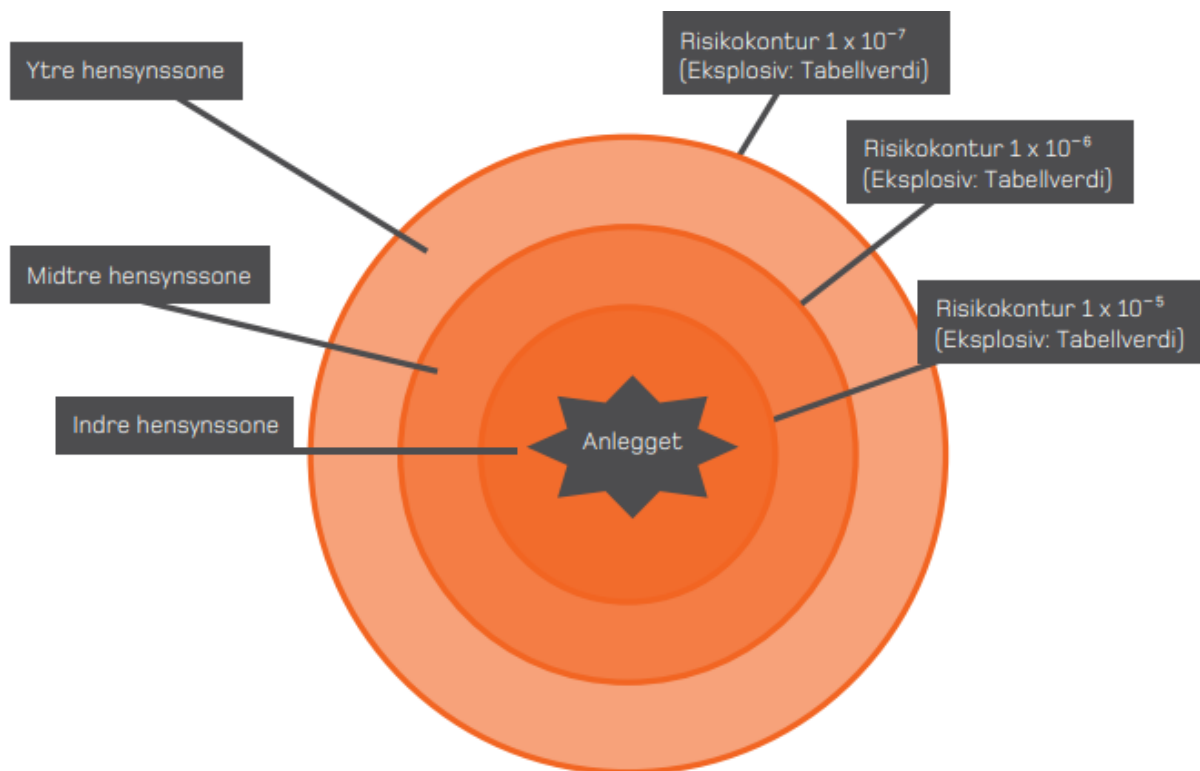 Ytre hensynssone
Midtre hensynssone
Indre hensynssone
Anlegget
Risikokontur 1 x 10⁻⁷
(Eksplosiv: Tabellverdi)
Risikokontur 1 x 10⁻⁶
(Eksplosiv: Tabellverdi)
Risikokontur 1 x 10⁻⁵
(Eksplosiv: Tabellverdi)